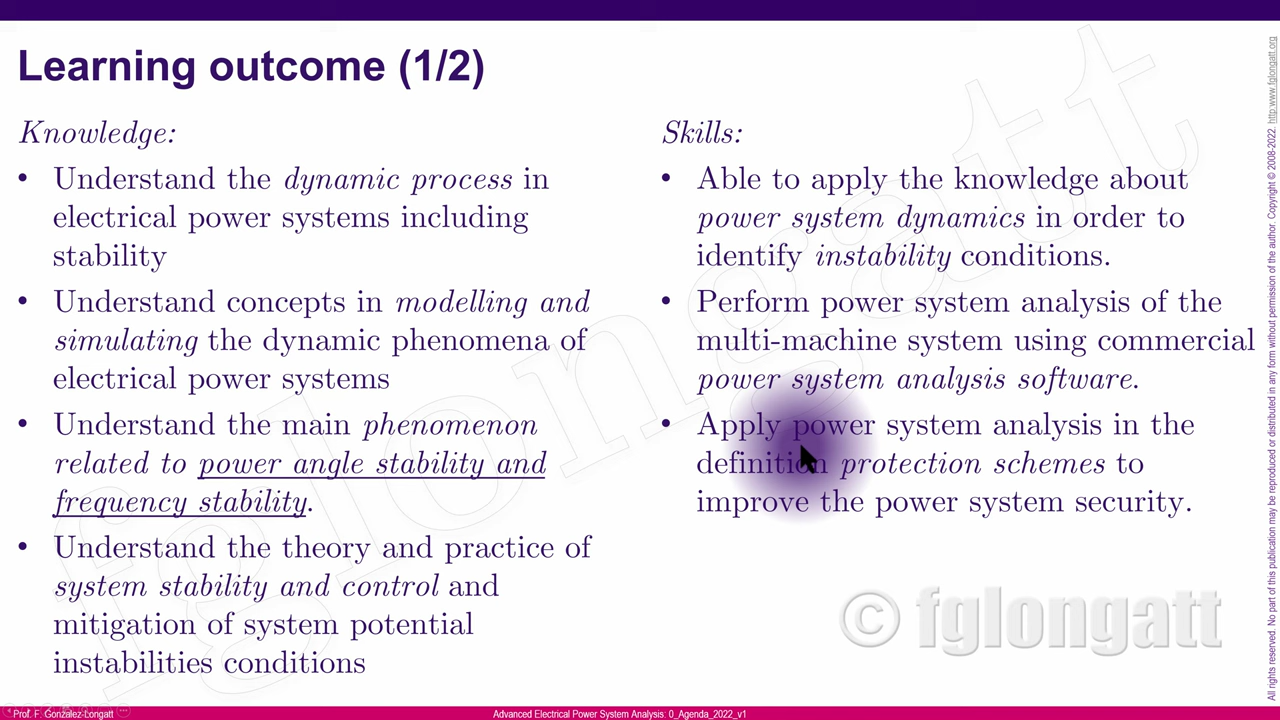 Learning outcome (1/2)
Knowledge:
• Understand the dynamic process in
electrical power systems including
stability
• Understand concepts in modelling and
simulating the dynamic phenomena of
electrical power systems
• Understand the main phenomenon
related to power angle stability and
frequency stability.
• Understand the theory and practice of
system stability and control and
mitigation of system potential
instabilities conditions
Skills:
• Able to apply the knowledge about
power system dynamics in order to
identify instability conditions.
• Perform power system analysis of the
multi-machine system using commercial
power system analysis software.
• Apply power system analysis in the
definition protection schemes to
improve the power system security.
© fglongatt
fglongatt
All rights reserved. No part of this publication may be reproduced or distributed in any form without permission of the author. Copyright © 2008-2022. http:www.fglongatt.org
Prof. F. Gonzalez-Longatt
Advanced Electrical Power System Analysis: 0_Agenda_2022_v1